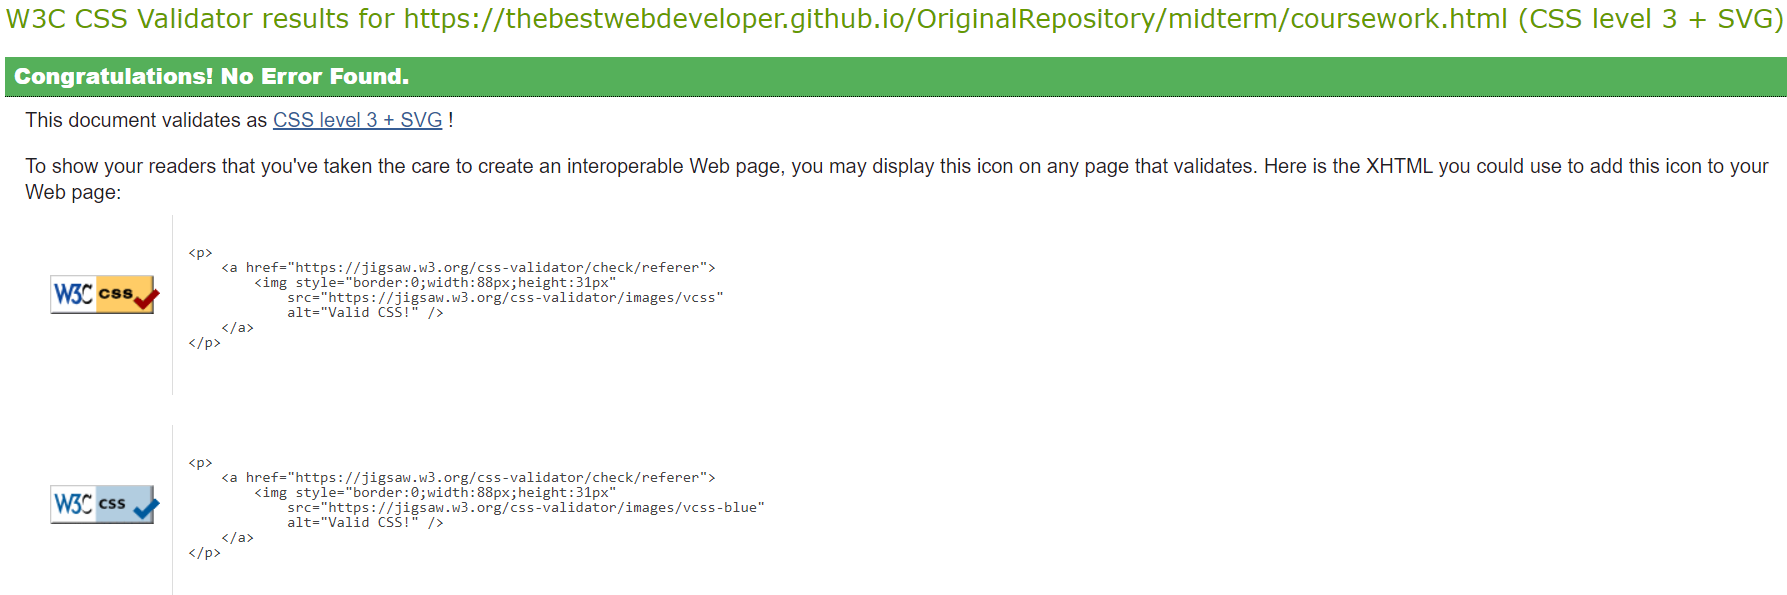 W3C CSS Validator results for https://thebestwebdeveloper.github.io/OriginalRepository/midterm/coursework.html (CSS level 3 + SVG)
Congratulations! No Error Found.
This document validates as CSS level 3 + SVG !
To show your readers that you've taken the care to create an interoperable Web page, you may display this icon on any page that validates. Here is the XHTML you could use to add this icon to your
Web page:
W3C css
<p>
    <a href="https://jigsaw.w3.org/css-validator/check/referer">
        <img style="border:0;width:88px;height:31px"
            src="https://jigsaw.w3.org/css-validator/images/vcss"
            alt="Valid CSS!" />
    </a>
</p>
W3C css
<p>
    <a href="https://jigsaw.w3.org/css-validator/check/referer">
        <img style="border:0;width:88px;height:31px"
            src="https://jigsaw.w3.org/css-validator/images/vcss-blue"
            alt="Valid CSS!" />
    </a>
</p>